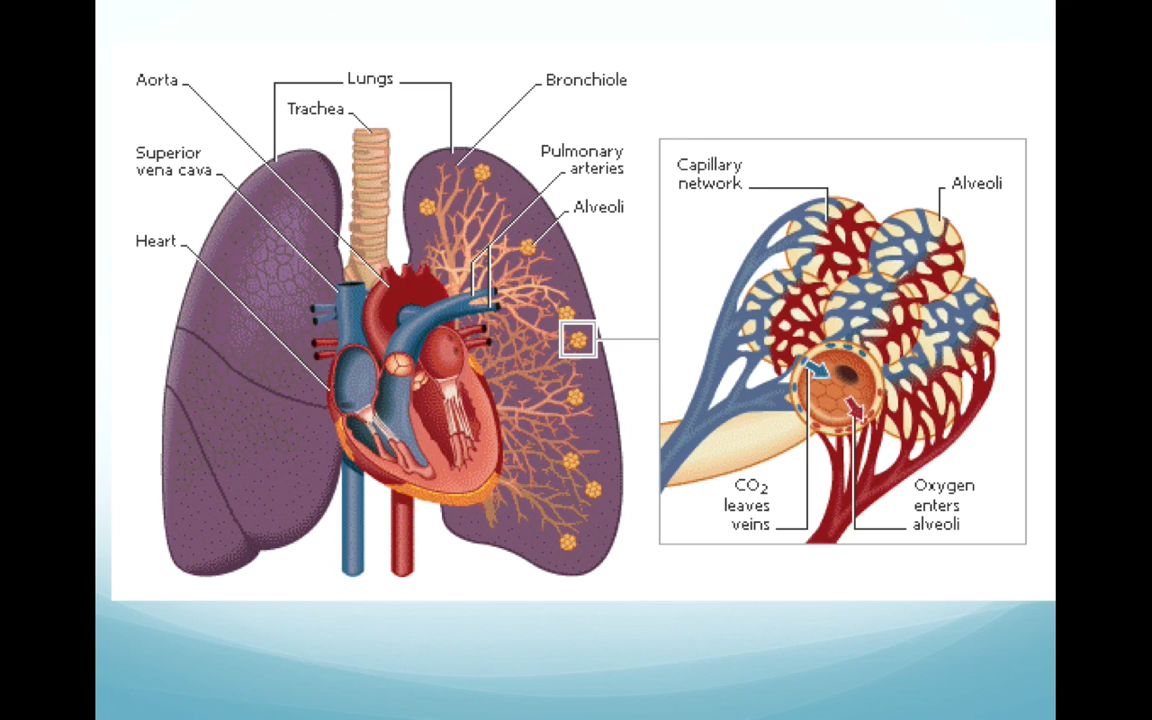 Aorta
Lungs
Bronchiole
Trachea
Superior
vena cava
Pulmonary
arteries
Alveoli
Heart
Capillary
network
Alveoli
CO2
leaves
veins
Oxygen
enters
alveoli